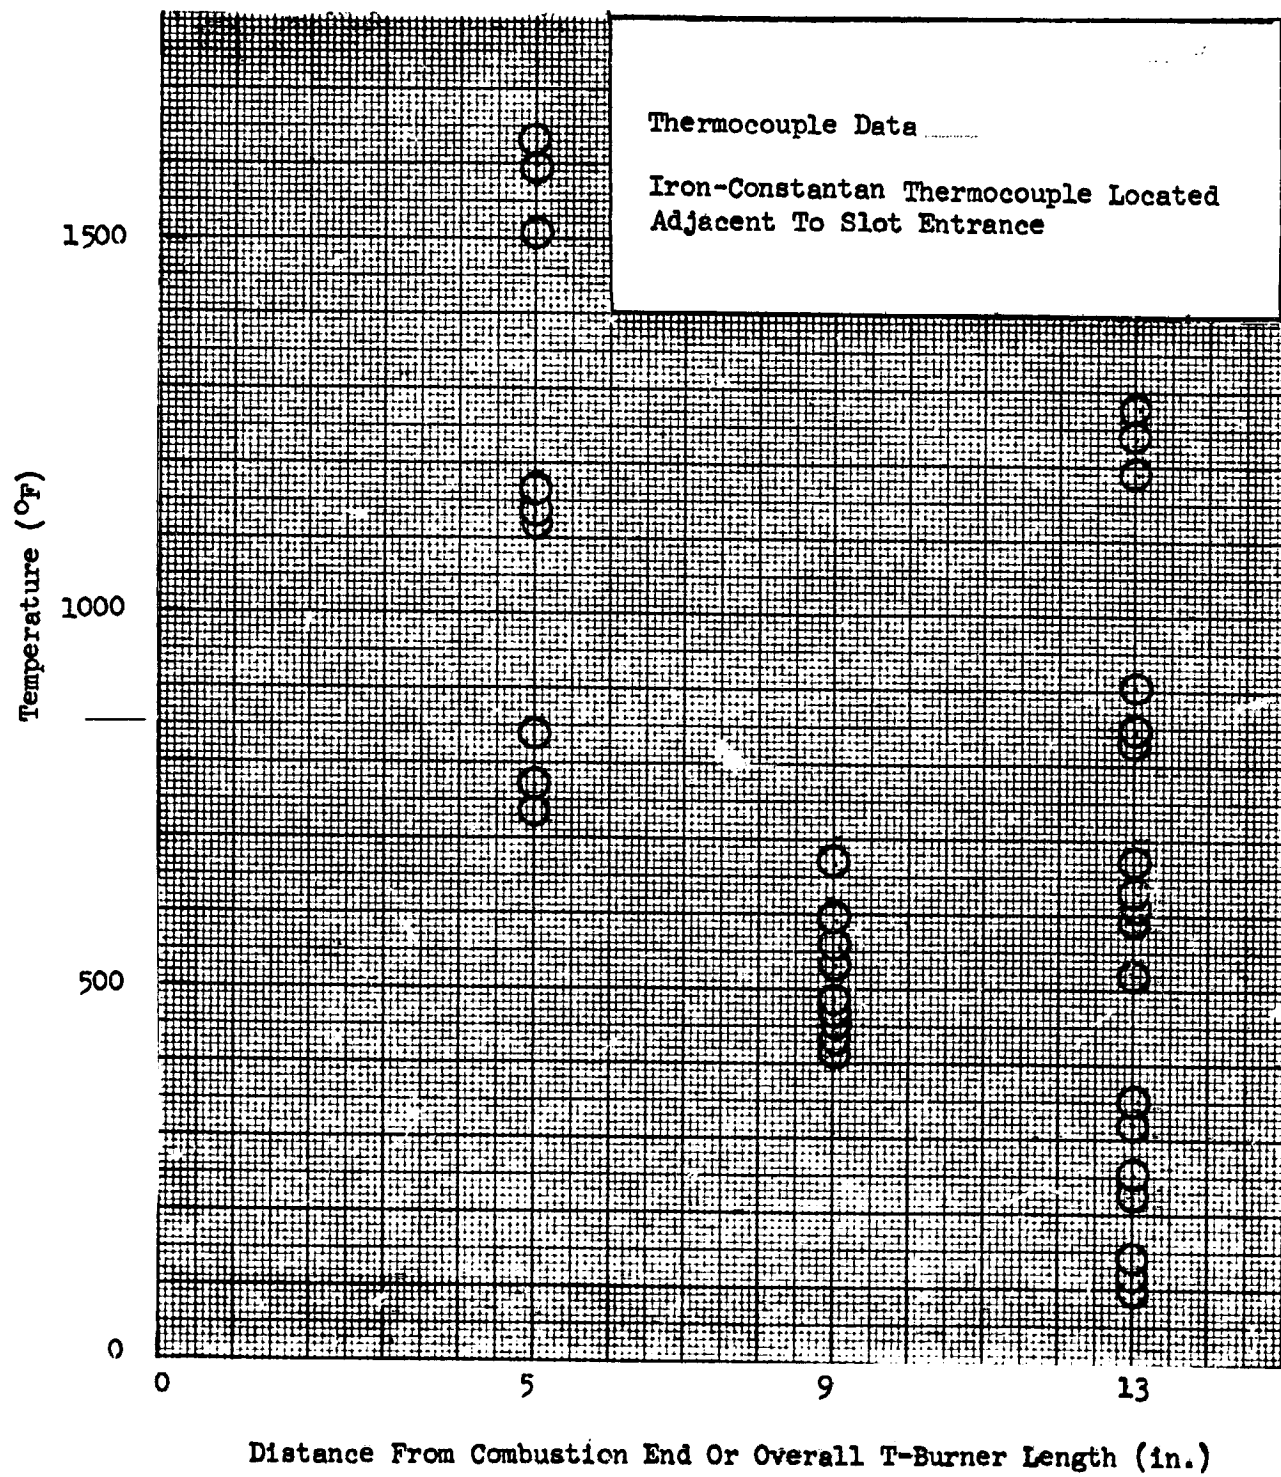 Thermocouple Data
Iron-Constantan Thermocouple Located
Adjacent To Slot Entrance
1500
1000
500
0
Temperature (°F)
0 5 9 13
Distance From Combustion End Or Overall T-Burner Length (in.)